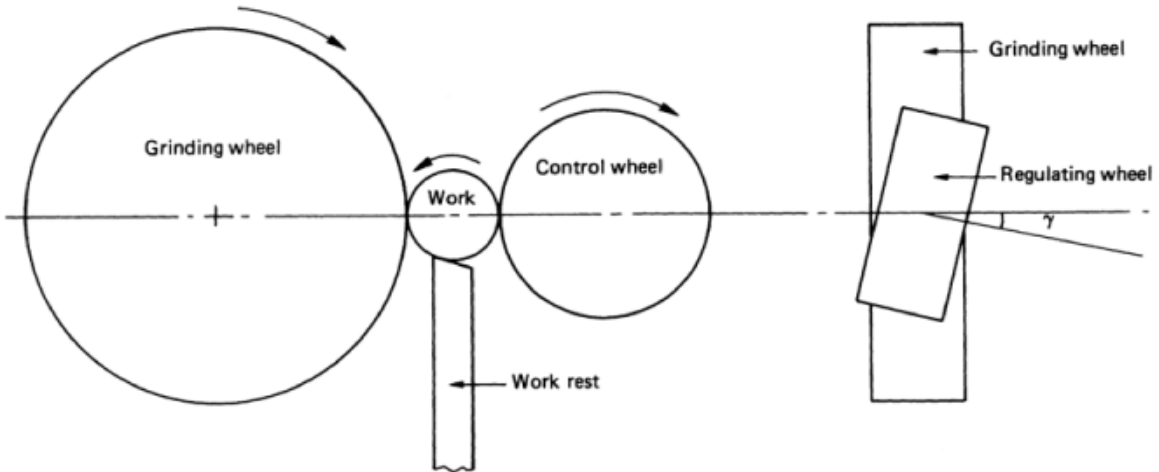 Grinding wheel
Work
Control wheel
Work rest
Grinding wheel
Regulating wheel
γ